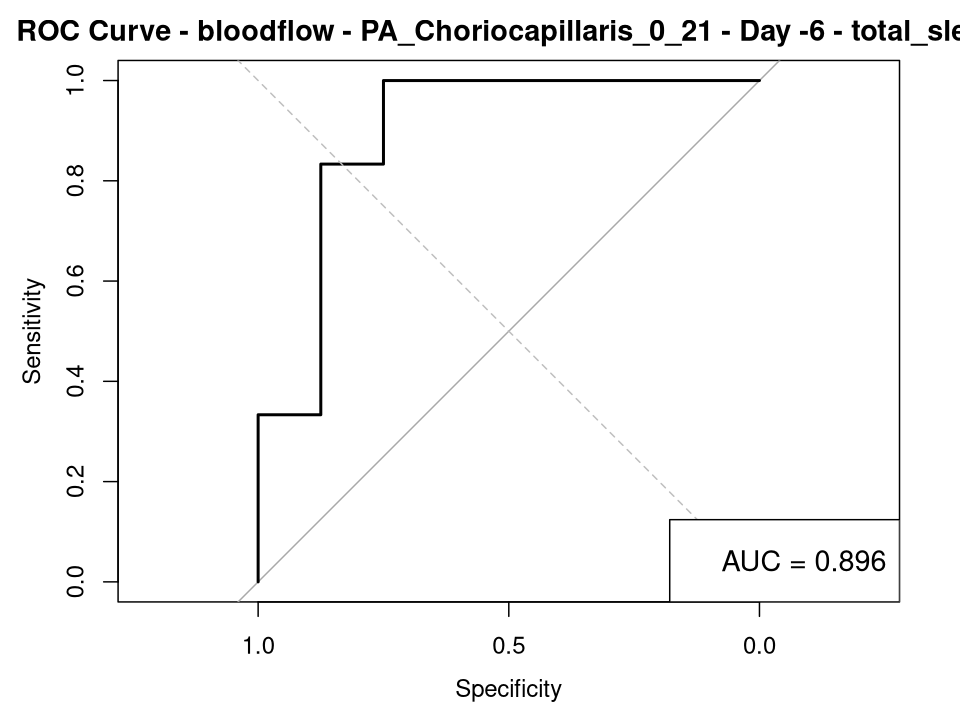 ROC Curve - bloodflow - PA_Choriocapillaris_0_21 - Day -6 - total_sle
1.0
0.8
0.6
0.4
0.2
0.0
Sensitivity
AUC = 0.896
1.0 0.5 0.0
Specificity